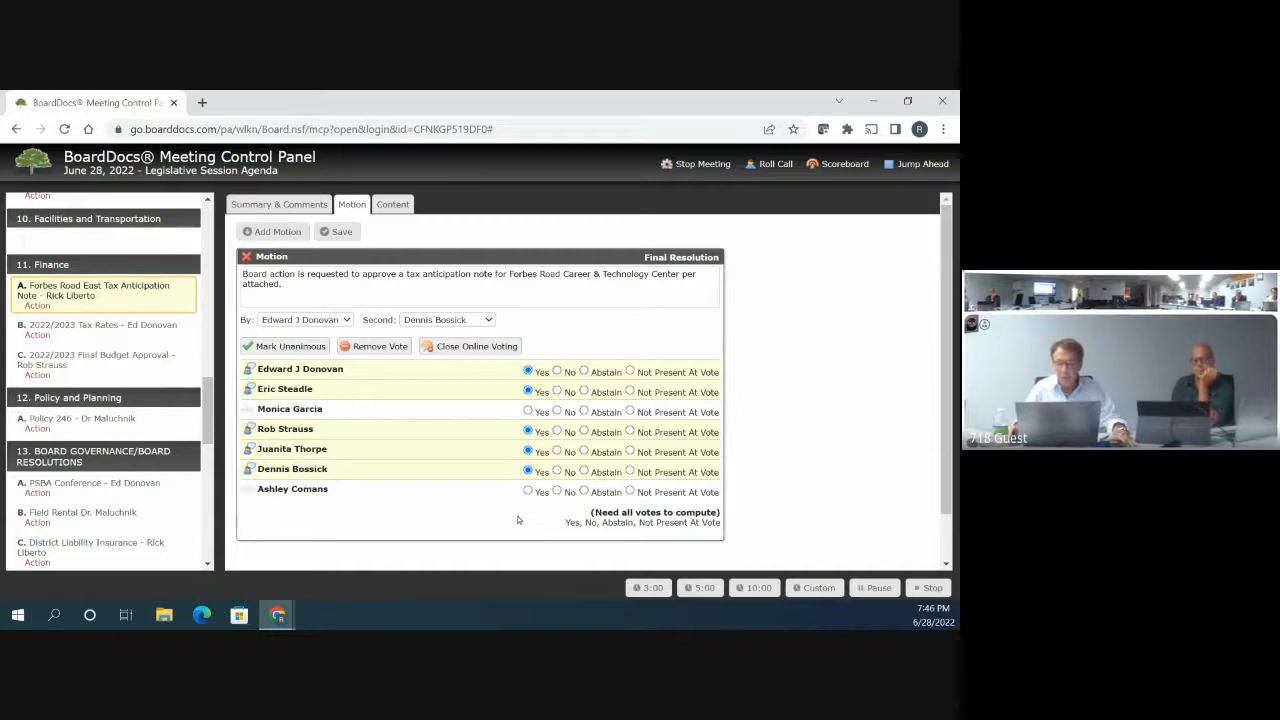 BoardDocs® Meeting Control Pa
go.boarddocs.com/pa/wlkn/Board.nsf/mcp?open&login&id=CFNKGP519DF0#
R
BoardDocs® Meeting Control Panel
June 28, 2022 - Legislative Session Agenda
Stop Meeting
Roll Call
Scoreboard
Jump Ahead
Action
10. Facilities and Transportation
11. Finance
A. Forbes Road East Tax Anticipation
Note - Rick Liberto
Action
B. 2022/2023 Tax Rates - Ed Donovan
Action
C. 2022/2023 Final Budget Approval -
Rob Strauss
Action
12. Policy and Planning
A. Policy 246 - Dr Maluchnik
Action
13. BOARD GOVERNANCE/BOARD
RESOLUTIONS
A. PSBA Conference - Ed Donovan
Action
B. Field Rental Dr. Maluchnik
Action
C. District Liability Insurance - Rick
Liberto
Action
Summary & Comments
Motion
Content
Add Motion
Save
Motion
Final Resolution
Board action is requested to approve a tax anticipation note for Forbes Road Career & Technology Center per
attached.
By: Edward J Donovan Second: Dennis Bossick
Mark Unanimous
Remove Vote
Close Online Voting
Edward J Donovan Yes No Abstain Not Present At Vote
Eric Steadle Yes No Abstain Not Present At Vote
Monica Garcia Yes No Abstain Not Present At Vote
Rob Strauss Yes No Abstain Not Present At Vote
Juanita Thorpe Yes No Abstain Not Present At Vote
Dennis Bossick Yes No Abstain Not Present At Vote
Ashley Comans Yes No Abstain Not Present At Vote
(Need all votes to compute)
Yes, No, Abstain, Not Present At Vote
3:00
5:00
10:00
Custom
Pause
Stop
7:46 PM
6/28/2022
718 Guest